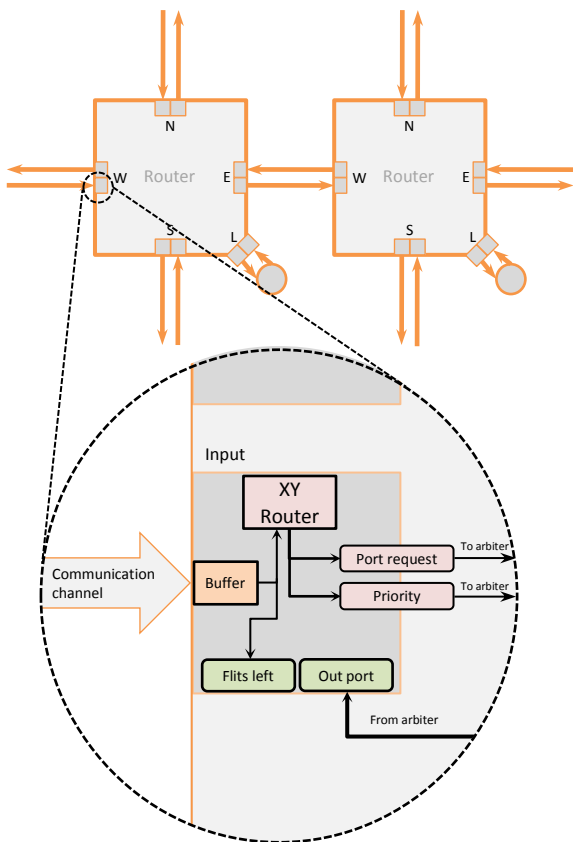 N
N
W
Router
E
W
Router
E
S
L
S
L
Input
XY
Router
Port request
To arbiter
Communication
channel
Buffer
Priority
To arbiter
Flits left
Out port
From arbiter